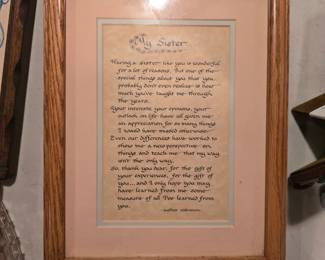 My Sister
Having a sister like you is wonderful
for a lot of reasons. But one of the
special things about you that you
probably don't even realize is how
much you've taught me through
the years.
Your interests, your opinions, your
outlook on life have all given me
an appreciation for so many things
I would have missed otherwise.
Even our differences have worked to
show me a new perspective on
things and teach me that my way
isn't the only way.
So, thank you dear, for the gift of
your experiences, for the gift of
you... and I only hope you may
have learned from me some
measure of all I've learned from
you.
-author unknown